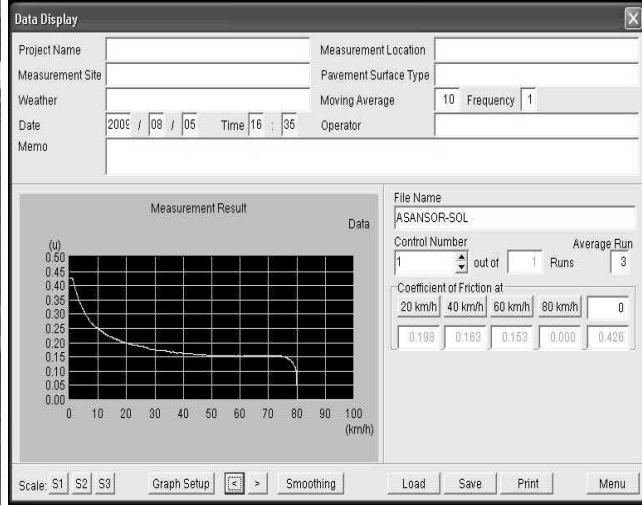 Data Display
Project Name
Measurement Location
Measurement Site
Pavement Surface Type
Weather
Moving Average 10 Frequency 1
Date 2009 / 08 / 05 Time 16 : 35 Operator
Memo
Measurement Result
Data
(u)
0.50
0.45
0.40
0.35
0.30
0.25
0.20
0.15
0.10
0.05
0.00
0 10 20 30 40 50 60 70 80 90 100
(km/h)
File Name
ASANSOR-SOL
Control Number
Average Run
1 out of 1 Runs 3
Coefficient of Friction at
20 km/h 40 km/h 60 km/h 80 km/h 0
0.198 0.163 0.153 0.000 0.426
Scale: S1 S2 S3 Graph Setup < > Smoothing Load Save Print Menu